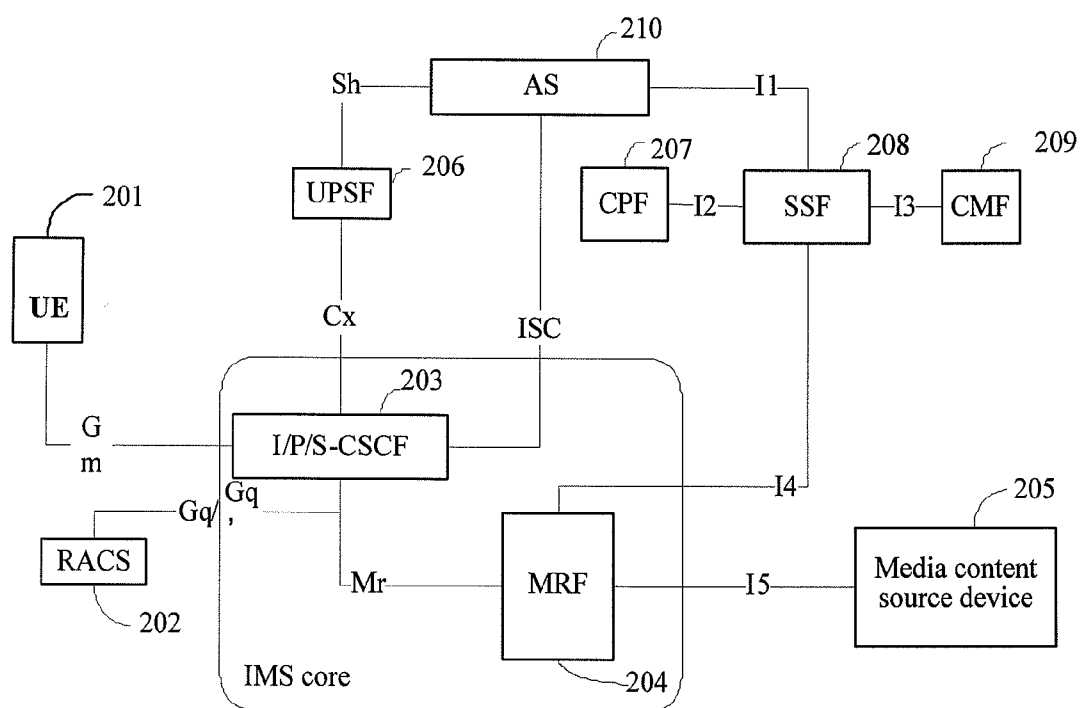 210
AS
Sh
I1
207
208
209
206
UPSF
CPF
I2
SSF
I3
CMF
201
UE
Cx
ISC
203
I/P/S-CSCF
G
m
Gq/
Gq
,
I4
205
RACS
202
Mr
MRF
I5
Media content
source device
IMS core
204